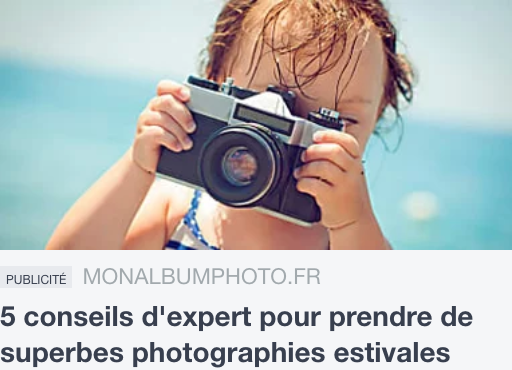 PUBLICITÉ MONALBUMPHOTO.FR
5 conseils d'expert pour prendre de
superbes photographies estivales